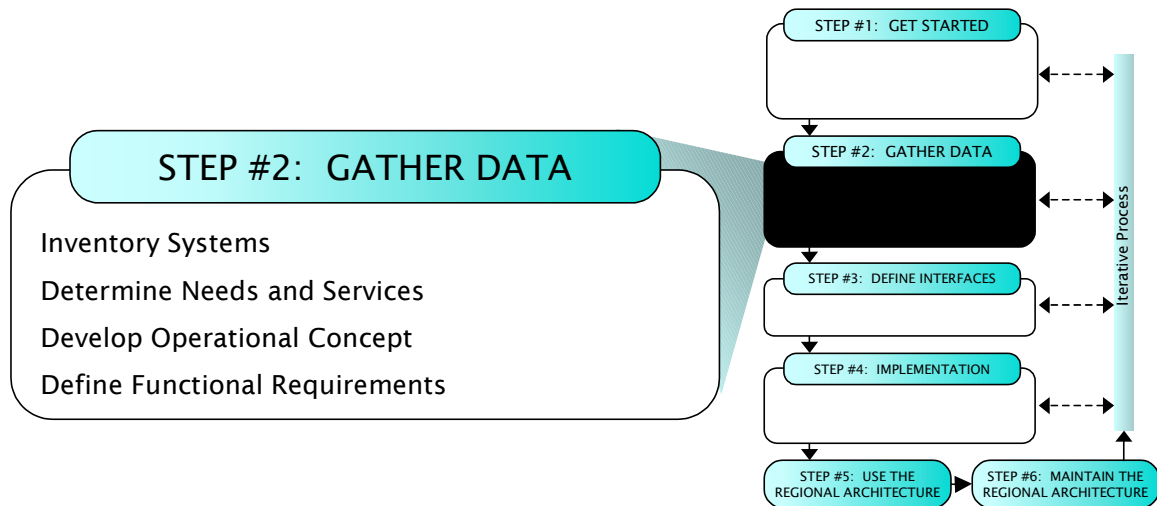 STEP #2: GATHER DATA
Inventory Systems
Determine Needs and Services
Develop Operational Concept
Define Functional Requirements
STEP #1: GET STARTED
STEP #2: GATHER DATA
STEP #3: DEFINE INTERFACES
STEP #4: IMPLEMENTATION
STEP #5: USE THE
REGIONAL ARCHITECTURE
STEP #6: MAINTAIN THE
REGIONAL ARCHITECTURE
Iterative Process